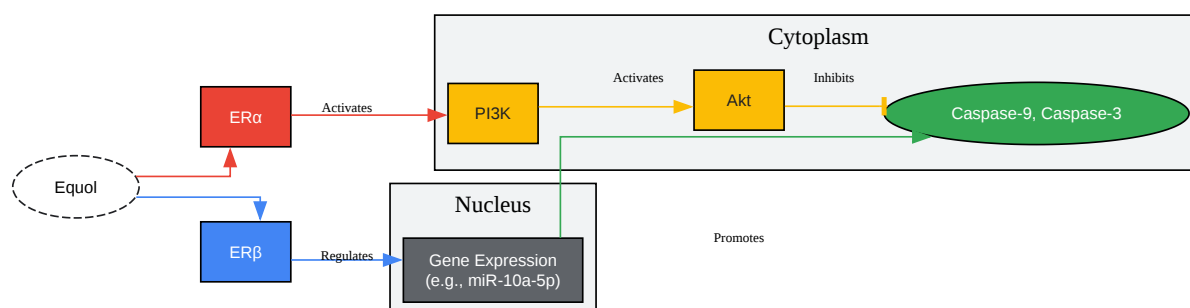 Cytoplasm
Activates
Inhibits
ERα
Activates
PI3K
Akt
Caspase-9, Caspase-3
Equol
Nucleus
Promotes
ERβ
Regulates
Gene Expression
(e.g., miR-10a-5p)